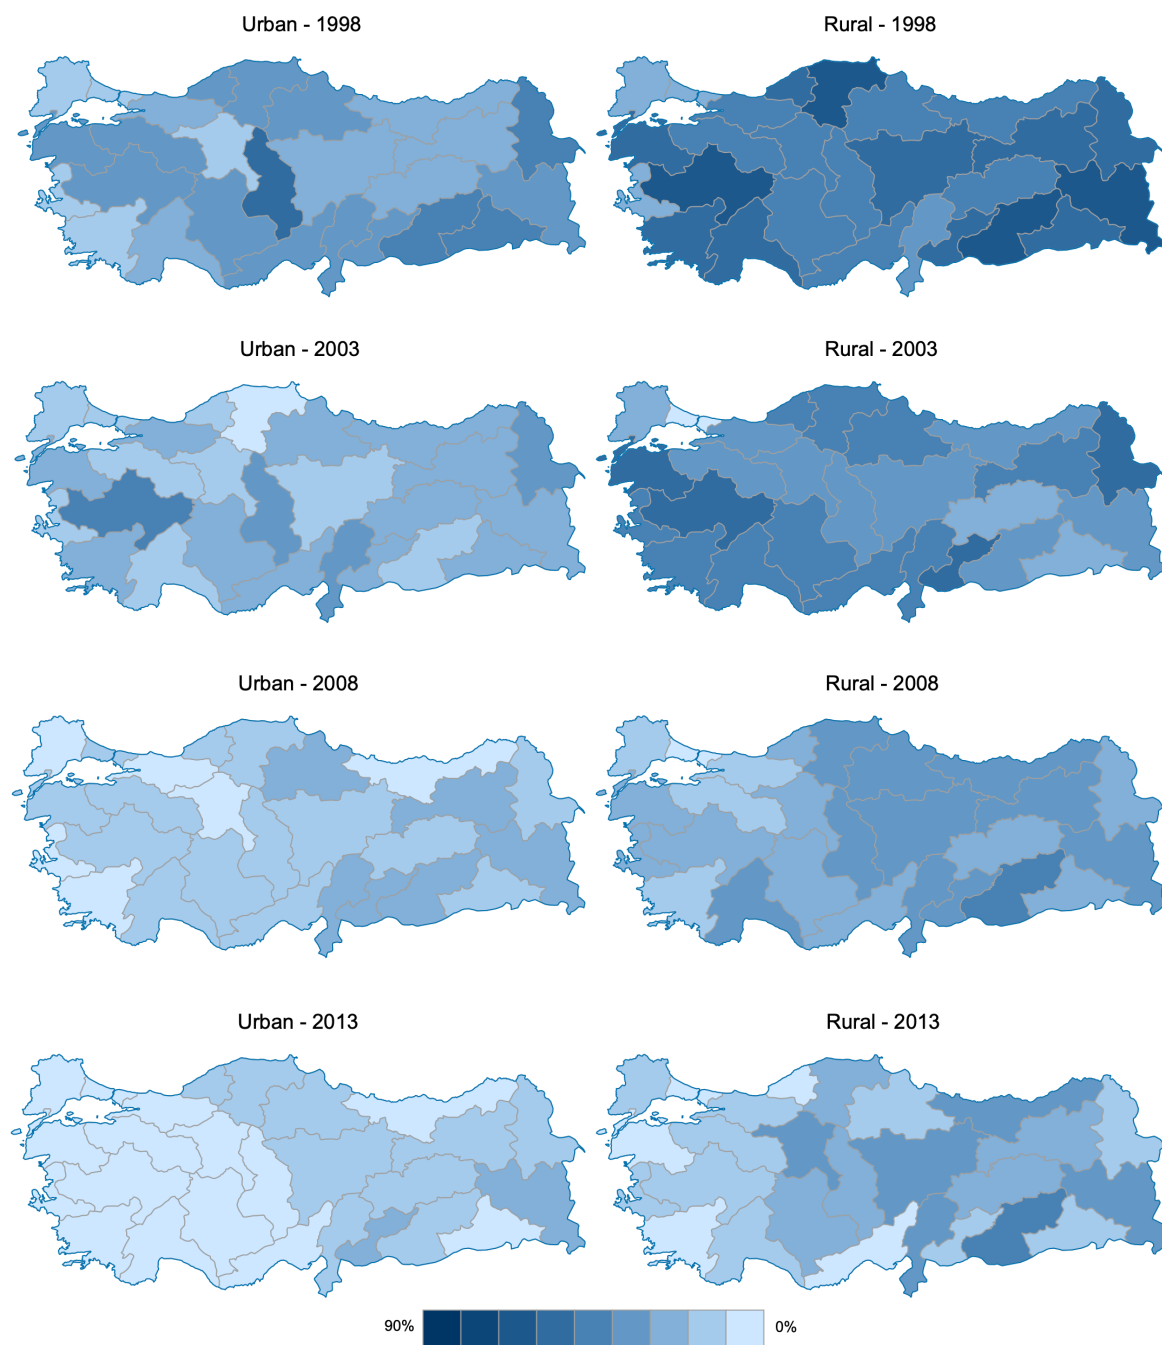 Urban - 1998
Rural - 1998
Urban - 2003
Rural - 2003
Urban - 2008
Rural - 2008
Urban - 2013
Rural - 2013
90%
0%